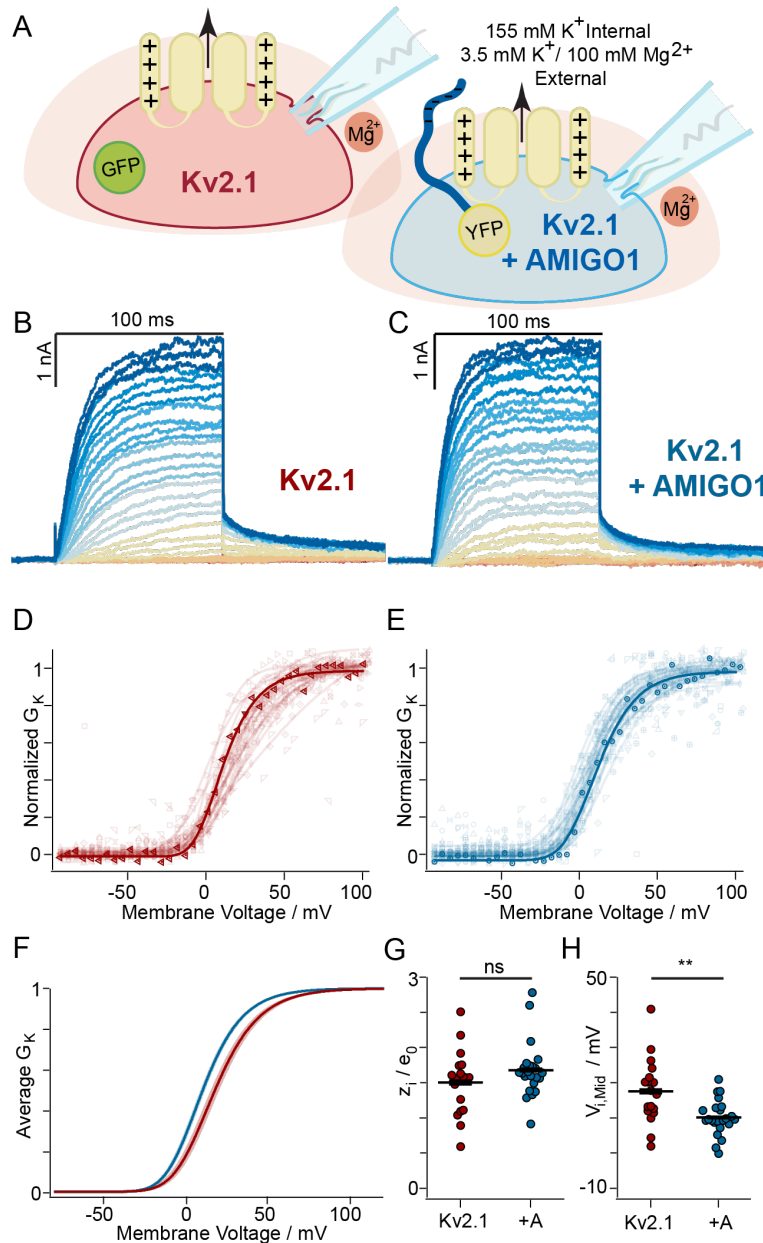 A
155 mM K+ Internal
3.5 mM K+/ 100 mM Mg2+
External
++++
++++
Mg2+
GFP
Kv2.1
++++
++++
Mg2+
YFP
Kv2.1
+ AMIGO1
B
100 ms
1 nA
Kv2.1
C
100 ms
1 nA
Kv2.1
+ AMIGO1
D
Normalized GK
1
0
-50
0
50
100
Membrane Voltage / mV
E
Normalized GK
1
0
-50
0
50
100
Membrane Voltage / mV
F
Average GK
1
0
-50
0
50
100
Membrane Voltage / mV
G
ns
3
zi / e0
0
Kv2.1
+A
H
**
50
Vi,Mid / mV
-10
Kv2.1
+A